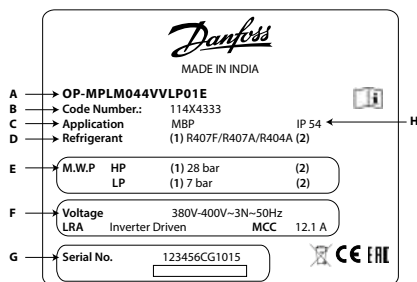 Danfoss
MADE IN INDIA
A OP-MPLM044VVLP01E
B Code Number.: 114X4333
C Application MBP IP 54 H
D Refrigerant (1) R407F/R407A/R404A (2)
E M.W.P HP (1) 28 bar (2)
LP (1) 7 bar (2)
F Voltage 380V-400V~3N~50Hz
LRA Inverter Driven MCC 12.1 A
G Serial No. 123456CG1015
CE EAC